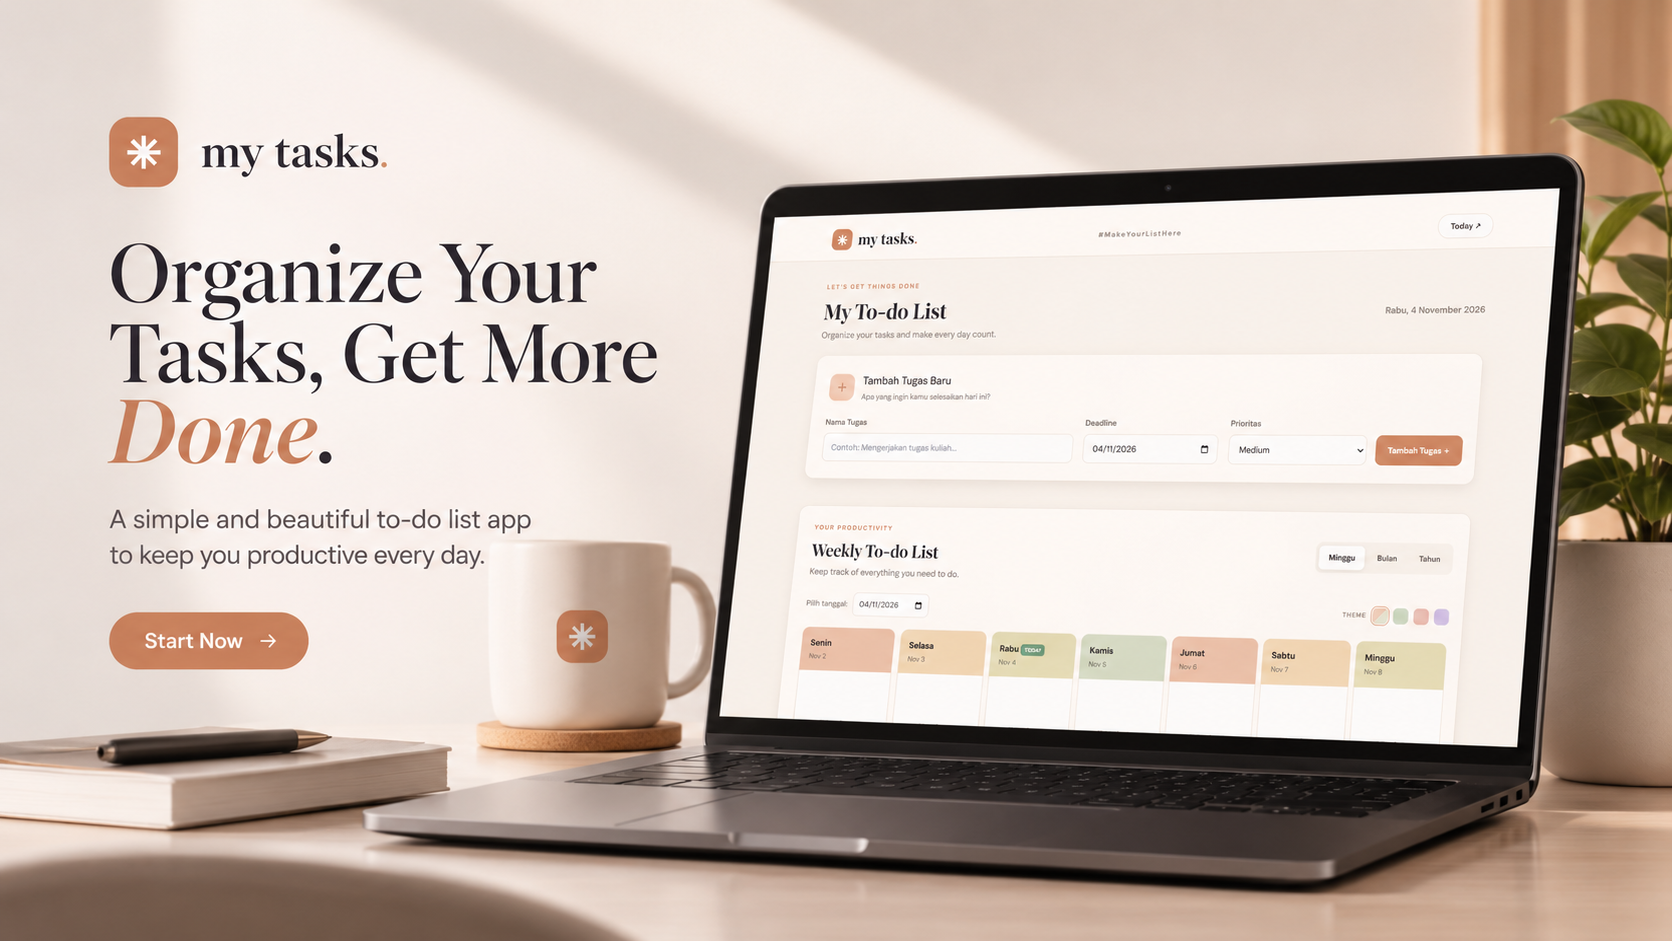 my tasks.
Organize Your
Tasks, Get More
Done.
A simple and beautiful to-do list app
to keep you productive every day.
Start Now →
my tasks.
#MakeYourListHere
Today ↗
LET'S GET THINGS DONE
My To-do List
Organize your tasks and make every day count.
Rabu, 4 November 2026
+
Tambah Tugas Baru
Apa yang ingin kamu selesaikan hari ini?
Nama Tugas
Deadline
Prioritas
Contoh: Mengerjakan tugas kuliah...
04/11/2026
Medium
Tambah Tugas +
YOUR PRODUCTIVITY
Weekly To-do List
Keep track of everything you need to do.
Minggu
Bulan
Tahun
Pilih tanggal:
04/11/2026
THEME
Senin
Nov 2
Selasa
Nov 3
Rabu TODAY
Nov 4
Kamis
Nov 5
Jumat
Nov 6
Sabtu
Nov 7
Minggu
Nov 8